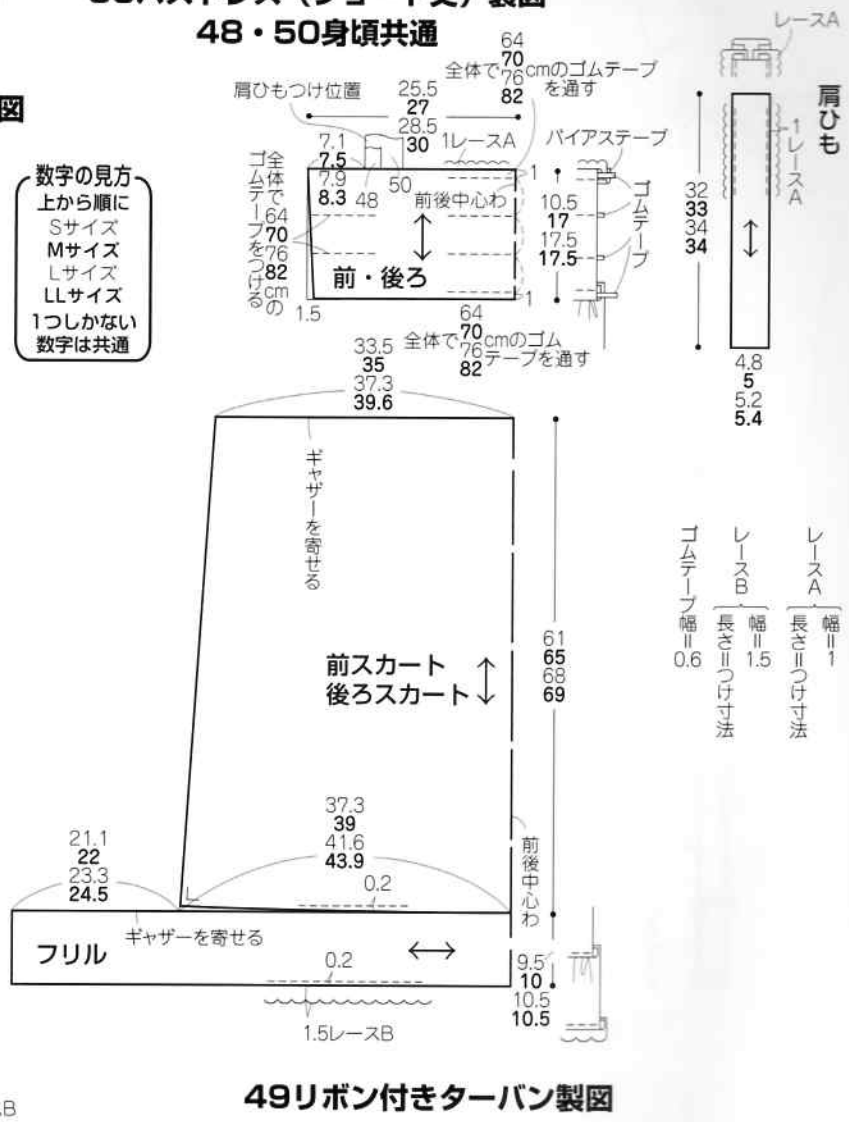 48・50身頃共通
図
数字の見方
上から順に
Sサイズ
Mサイズ
Lサイズ
LLサイズ
1つしかない
数字は共通
肩ひもつけ位置
25.5
27
28.5
30
64
70
76
82
全体で
cmのゴムテープ
を通す
1レースA
バイアステープ
7.1
7.5
7.9
8.3
48
50
前後中心わ
1
全体で
64
70
76
82
cmの
ゴムテープをつける
前・後ろ
1.5
1
10.5
17
17.5
17.5
ゴムテープ
64
70
76
82
全体で
cmのゴム
テープを通す
レースA
肩ひも
1レースA
32
33
34
34
4.8
5
5.2
5.4
33.5
35
37.3
39.6
ギャザーを寄せる
前スカート
後ろスカート
61
65
68
69
レースA
幅=1
長さ=つけ寸法
レースB
幅=1.5
長さ=つけ寸法
ゴムテープ幅=0.6
37.3
39
41.6
43.9
0.2
前後中心わ
21.1
22
23.3
24.5
ギャザーを寄せる
フリル
0.2
9.5
10
10.5
10.5
1.5レースB
49リボン付きターバン製図
B